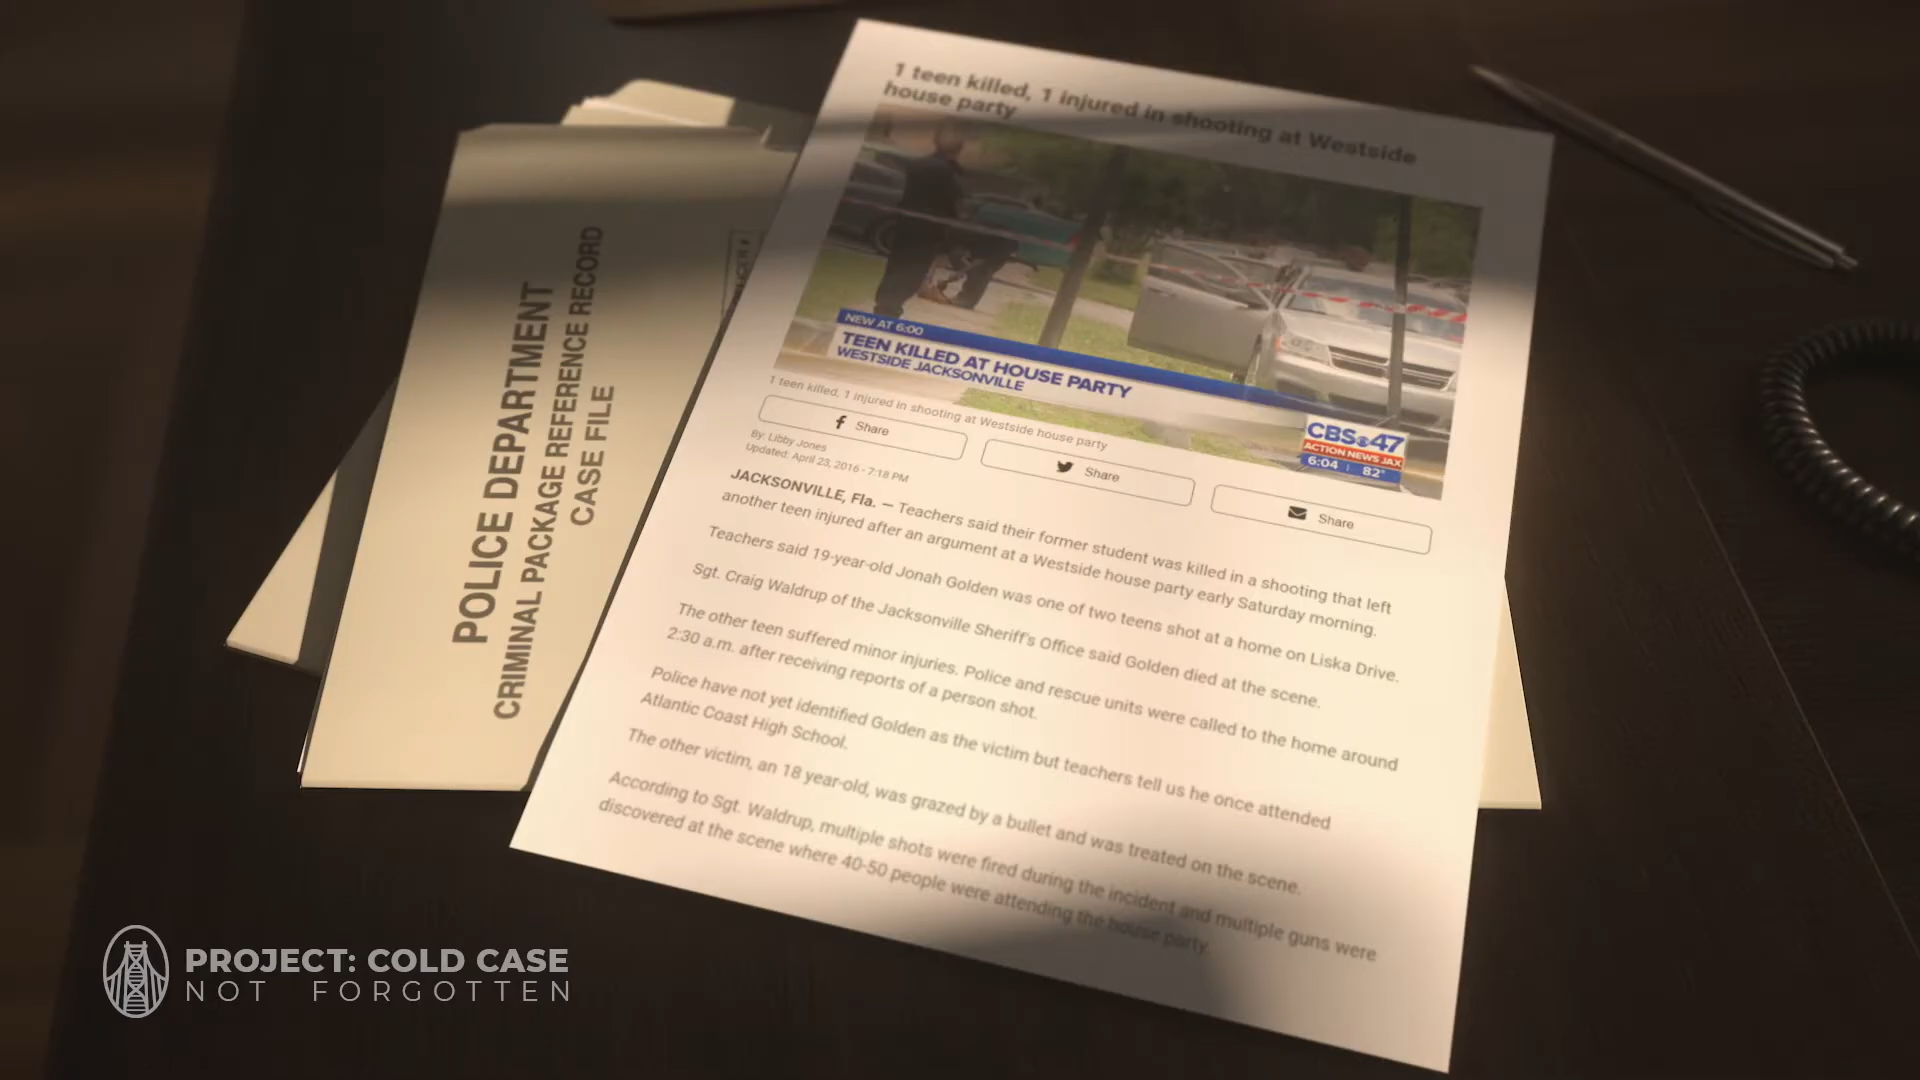 1 teen killed, 1 injured in shooting at Westside
house party
NEW AT 6:00
TEEN KILLED AT HOUSE PARTY
WESTSIDE JACKSONVILLE
CBS 47
ACTION NEWS JAX
6:04 | 82°
1 teen killed, 1 injured in shooting at Westside house party
Share
Share
Share
By: Libby Jones
Updated: April 23, 2016 - 7:18 PM
JACKSONVILLE, Fla. — Teachers said their former student was killed in a shooting that left
another teen injured after an argument at a Westside house party early Saturday morning.
Teachers said 19-year-old Jonah Golden was one of two teens shot at a home on Liska Drive.
Sgt. Craig Waldrup of the Jacksonville Sheriff's Office said Golden died at the scene.
The other teen suffered minor injuries. Police and rescue units were called to the home around
2:30 a.m. after receiving reports of a person shot.
Police have not yet identified Golden as the victim but teachers tell us he once attended
Atlantic Coast High School.
The other victim, an 18 year-old, was grazed by a bullet and was treated on the scene.
According to Sgt. Waldrup, multiple shots were fired during the incident and multiple guns were
discovered at the scene where 40-50 people were attending the house party.
POLICE DEPARTMENT
CRIMINAL PACKAGE REFERENCE RECORD
CASE FILE
PROJECT: COLD CASE
NOT FORGOTTEN